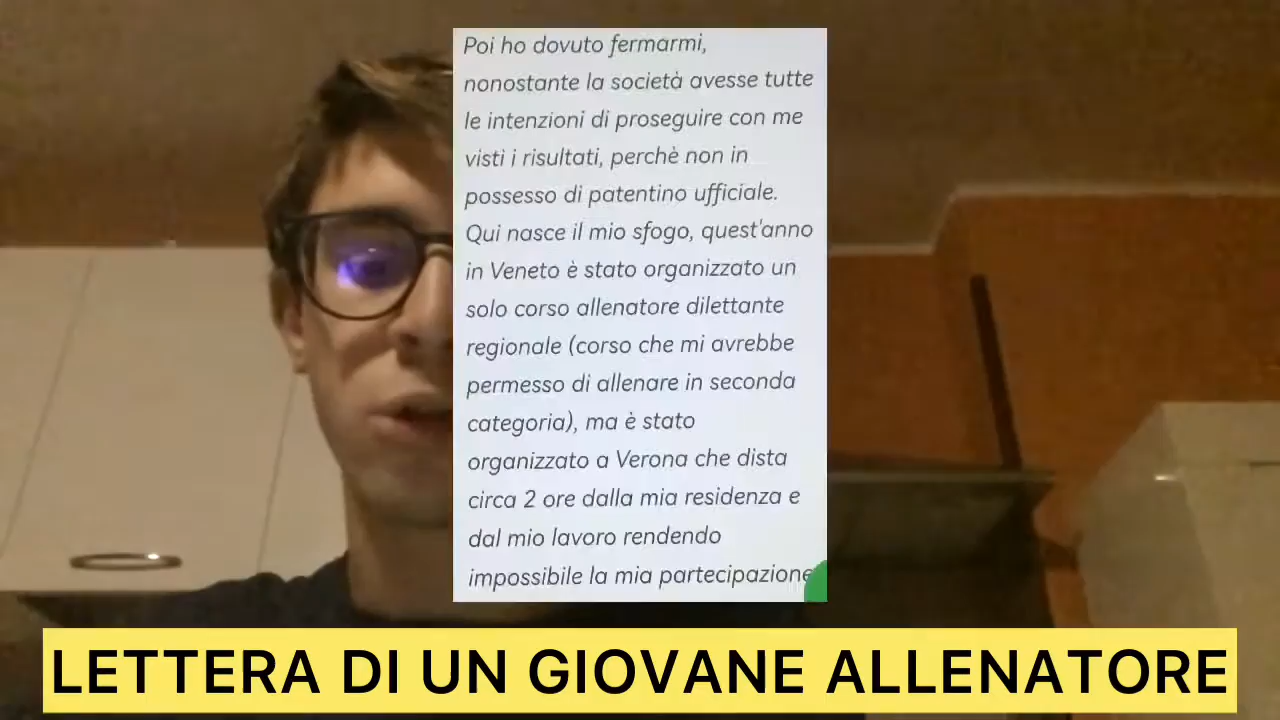 Poi ho dovuto fermarmi,
nonostante la società avesse tutte
le intenzioni di proseguire con me
visti i risultati, perchè non in
possesso di patentino ufficiale.
Qui nasce il mio sfogo, quest'anno
in Veneto è stato organizzato un
solo corso allenatore dilettante
regionale (corso che mi avrebbe
permesso di allenare in seconda
categoria), ma è stato
organizzato a Verona che dista
circa 2 ore dalla mia residenza e
dal mio lavoro rendendo
impossibile la mia partecipazione
LETTERA DI UN GIOVANE ALLENATORE